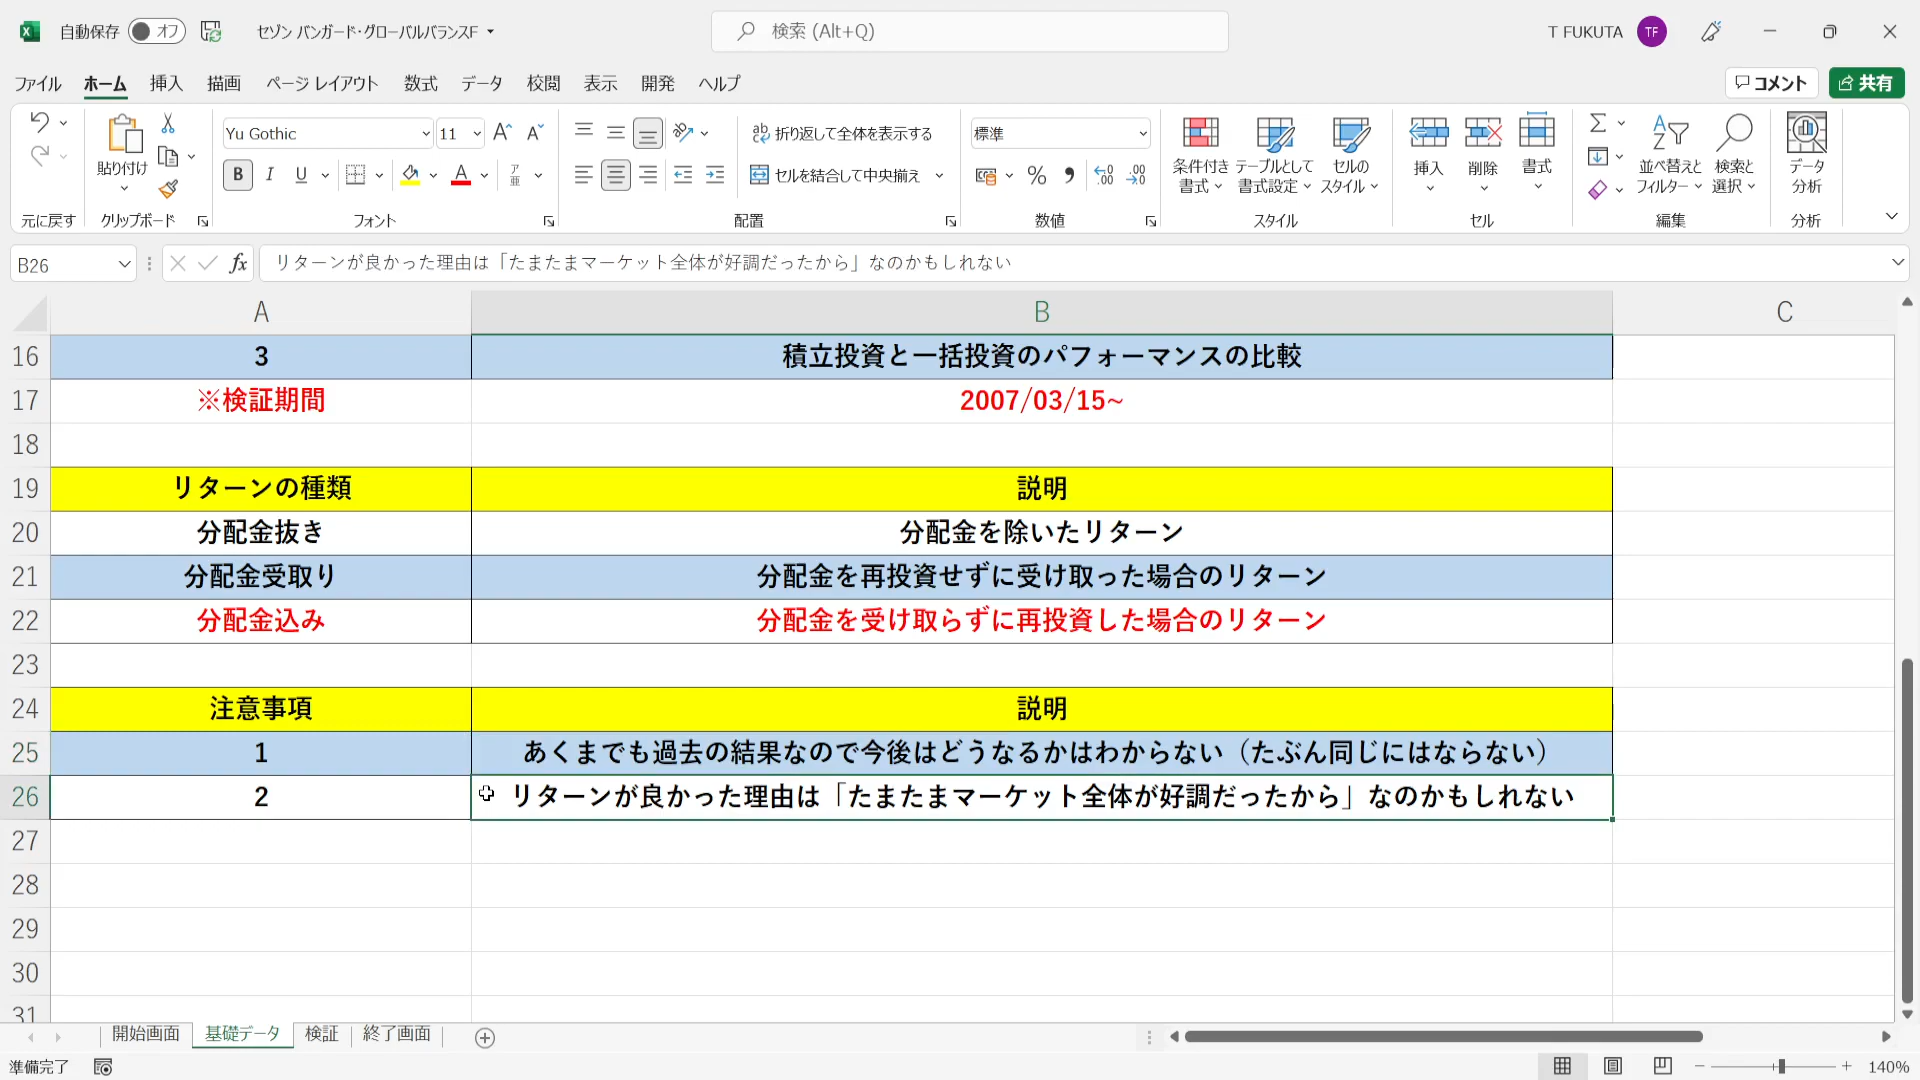 自動保存 オフ セゾン バンガード・グローバルバランスF 検索 (Alt+Q) T FUKUTA TF
ファイル ホーム 挿入 描画 ページ レイアウト 数式 データ 校閲 表示 開発 ヘルプ コメント 共有
貼り付け Yu Gothic 11 折り返して全体を表示する 標準 条件付き書式 テーブルとして書式設定 セルのスタイル 挿入 削除 書式 並べ替えとフィルター 検索と選択 データ分析
B I U A ア亜 セルを結合して中央揃え %
元に戻す クリップボード フォント 配置 数値 スタイル セル 編集 分析
B26 fx リターンが良かった理由は「たまたまマーケット全体が好調だったから」なのかもしれない
A B C
16 3 積立投資と一括投資のパフォーマンスの比較
17 ※検証期間 2007/03/15~
18
19 リターンの種類 説明
20 分配金抜き 分配金を除いたリターン
21 分配金受取り 分配金を再投資せずに受け取った場合のリターン
22 分配金込み 分配金を受け取らずに再投資した場合のリターン
23
24 注意事項 説明
25 1 あくまでも過去の結果なので今後はどうなるかはわからない（たぶん同じにはならない）
26 2 リターンが良かった理由は「たまたまマーケット全体が好調だったから」なのかもしれない
27
28
29
30
31
開始画面 基礎データ 検証 終了画面
準備完了 140%